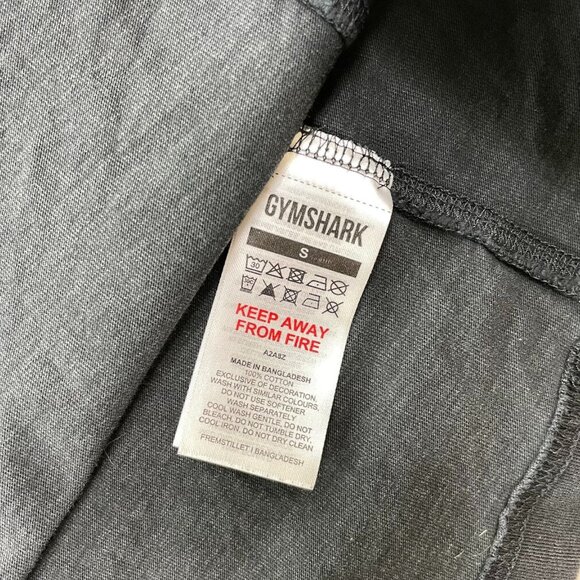 GYMSHARK
S
30
KEEP AWAY
FROM FIRE
A2A8Z
MADE IN BANGLADESH
100% COTTON
EXCLUSIVE OF DECORATION,
WASH WITH SIMILAR COLOURS,
DO NOT USE SOFTENER
WASH SEPARATELY
COOL WASH GENTLE, DO NOT
BLEACH, DO NOT TUMBLE DRY,
COOL IRON, DO NOT DRY CLEAN
FREMSTILLET I BANGLADESH